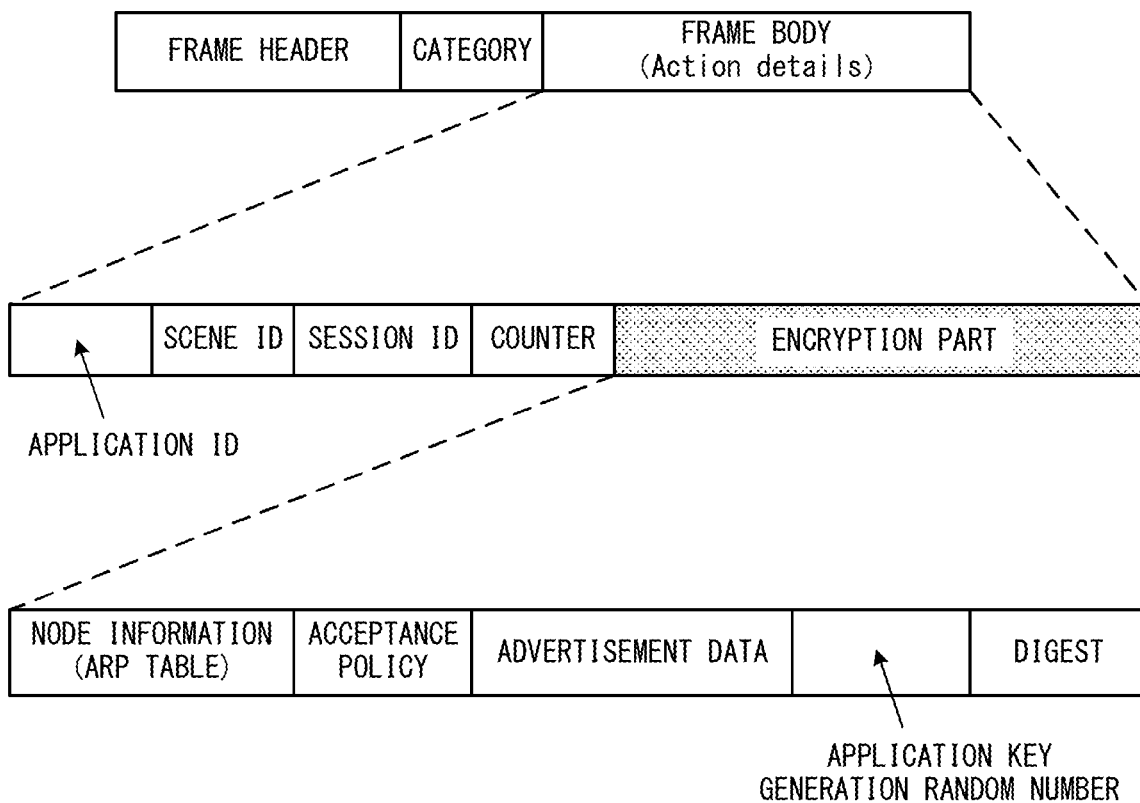 FRAME HEADER
CATEGORY
FRAME BODY
(Action details)
SCENE ID
SESSION ID
COUNTER
ENCRYPTION PART
APPLICATION ID
NODE INFORMATION
(ARP TABLE)
ACCEPTANCE
POLICY
ADVERTISEMENT DATA
DIGEST
APPLICATION KEY
GENERATION RANDOM NUMBER